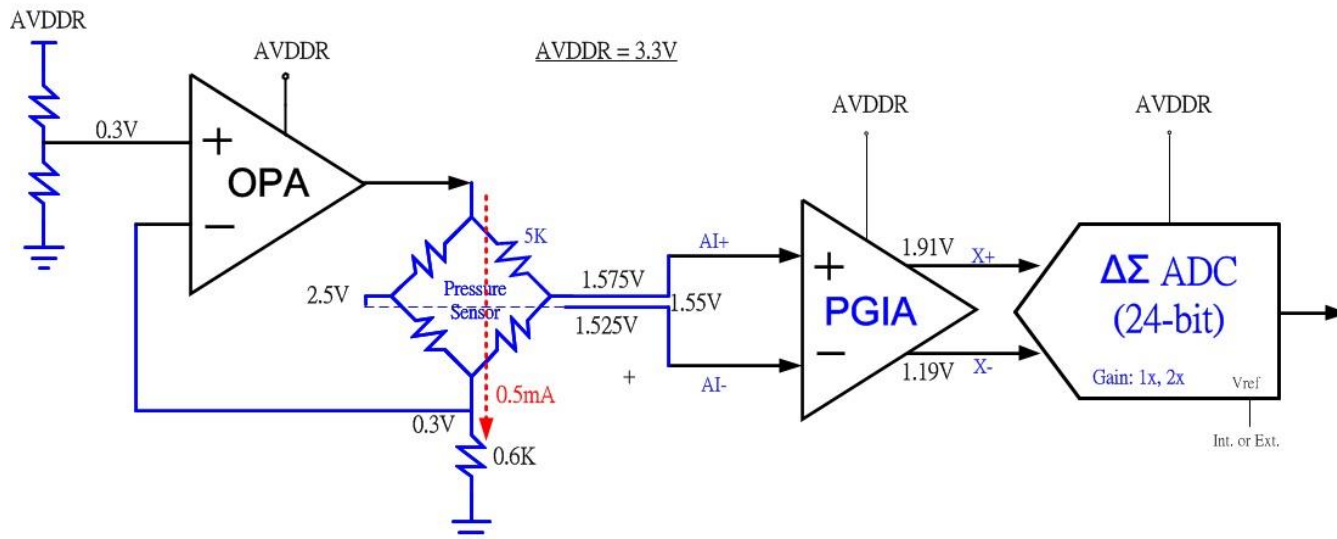 AVDDR
AVDDR
AVDDR = 3.3V
AVDDR
AVDDR
0.3V
+
OPA
−
5K
2.5V
Pressure
Sensor
1.575V
1.55V
1.525V
AI+
AI-
+
0.5mA
0.3V
0.6K
+
PGIA
−
1.91V
X+
1.19V
X-
ΔΣ ADC
(24-bit)
Gain: 1x, 2x
Vref
Int. or Ext.